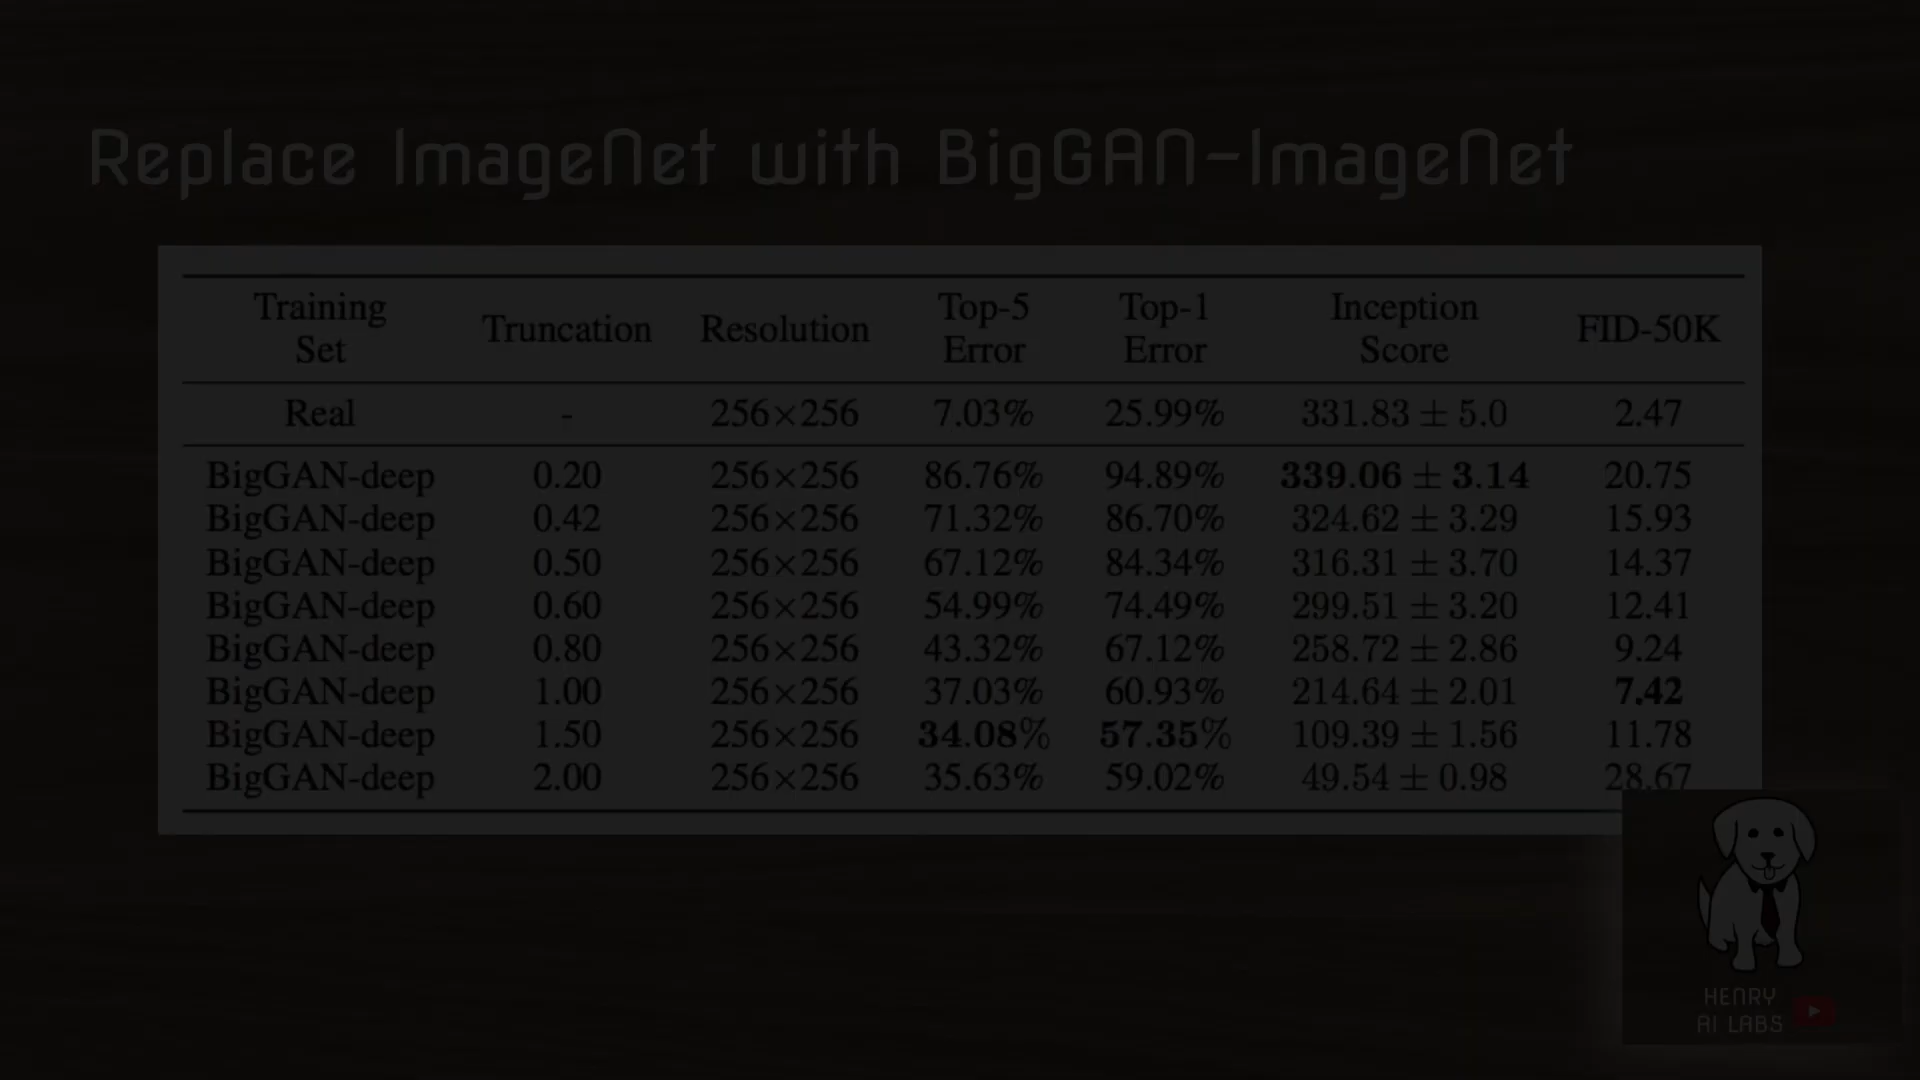 Replace ImageNet with BigGAN-ImageNet
Training Set Truncation Resolution Top-5 Error Top-1 Error Inception Score FID-50K
Real - 256×256 7.03% 25.99% 331.83 ± 5.0 2.47
BigGAN-deep 0.20 256×256 86.76% 94.89% 339.06 ± 3.14 20.75
BigGAN-deep 0.42 256×256 71.32% 86.70% 324.62 ± 3.29 15.93
BigGAN-deep 0.50 256×256 67.12% 84.34% 316.31 ± 3.70 14.37
BigGAN-deep 0.60 256×256 54.99% 74.49% 299.51 ± 3.20 12.41
BigGAN-deep 0.80 256×256 43.32% 67.12% 258.72 ± 2.86 9.24
BigGAN-deep 1.00 256×256 37.03% 60.93% 214.64 ± 2.01 7.42
BigGAN-deep 1.50 256×256 34.08% 57.35% 109.39 ± 1.56 11.78
BigGAN-deep 2.00 256×256 35.63% 59.02% 49.54 ± 0.98 28.67
HENRY
AI LABS